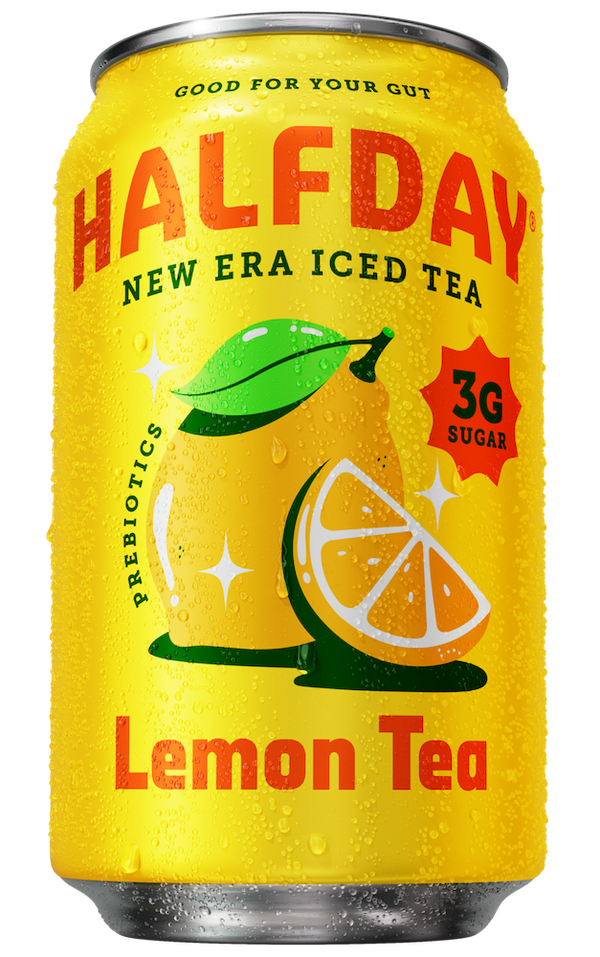 GOOD FOR YOUR GUT
HALFDAY®
NEW ERA ICED TEA
3G
SUGAR
PREBIOTICS
Lemon Tea